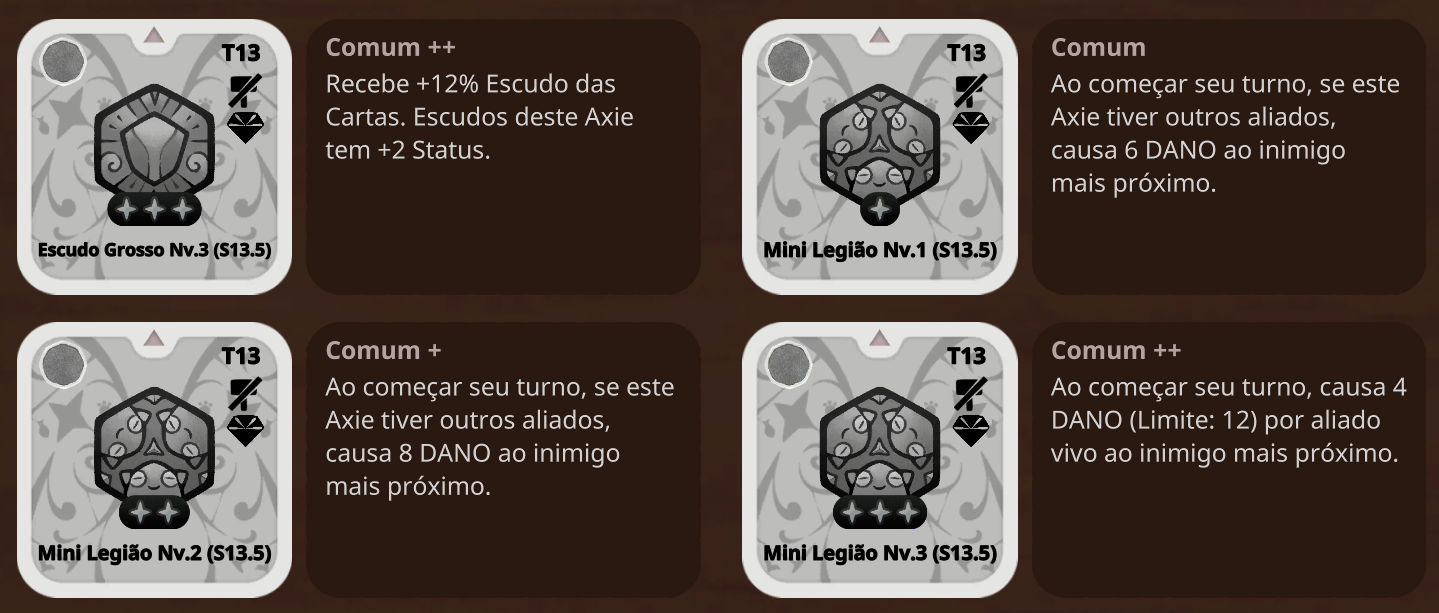 T13
Escudo Grosso Nv.3 (S13.5)
Comum ++
Recebe +12% Escudo das
Cartas. Escudos deste Axie
tem +2 Status.
T13
Mini Legião Nv.1 (S13.5)
Comum
Ao começar seu turno, se este
Axie tiver outros aliados,
causa 6 DANO ao inimigo
mais próximo.
T13
Mini Legião Nv.2 (S13.5)
Comum +
Ao começar seu turno, se este
Axie tiver outros aliados,
causa 8 DANO ao inimigo
mais próximo.
T13
Mini Legião Nv.3 (S13.5)
Comum ++
Ao começar seu turno, causa 4
DANO (Limite: 12) por aliado
vivo ao inimigo mais próximo.